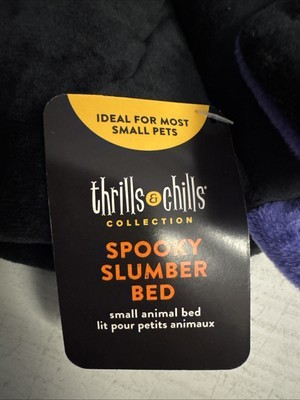 IDEAL FOR MOST
SMALL PETS
thrills & chills
COLLECTION
SPOOKY
SLUMBER
BED
small animal bed
lit pour petits animaux